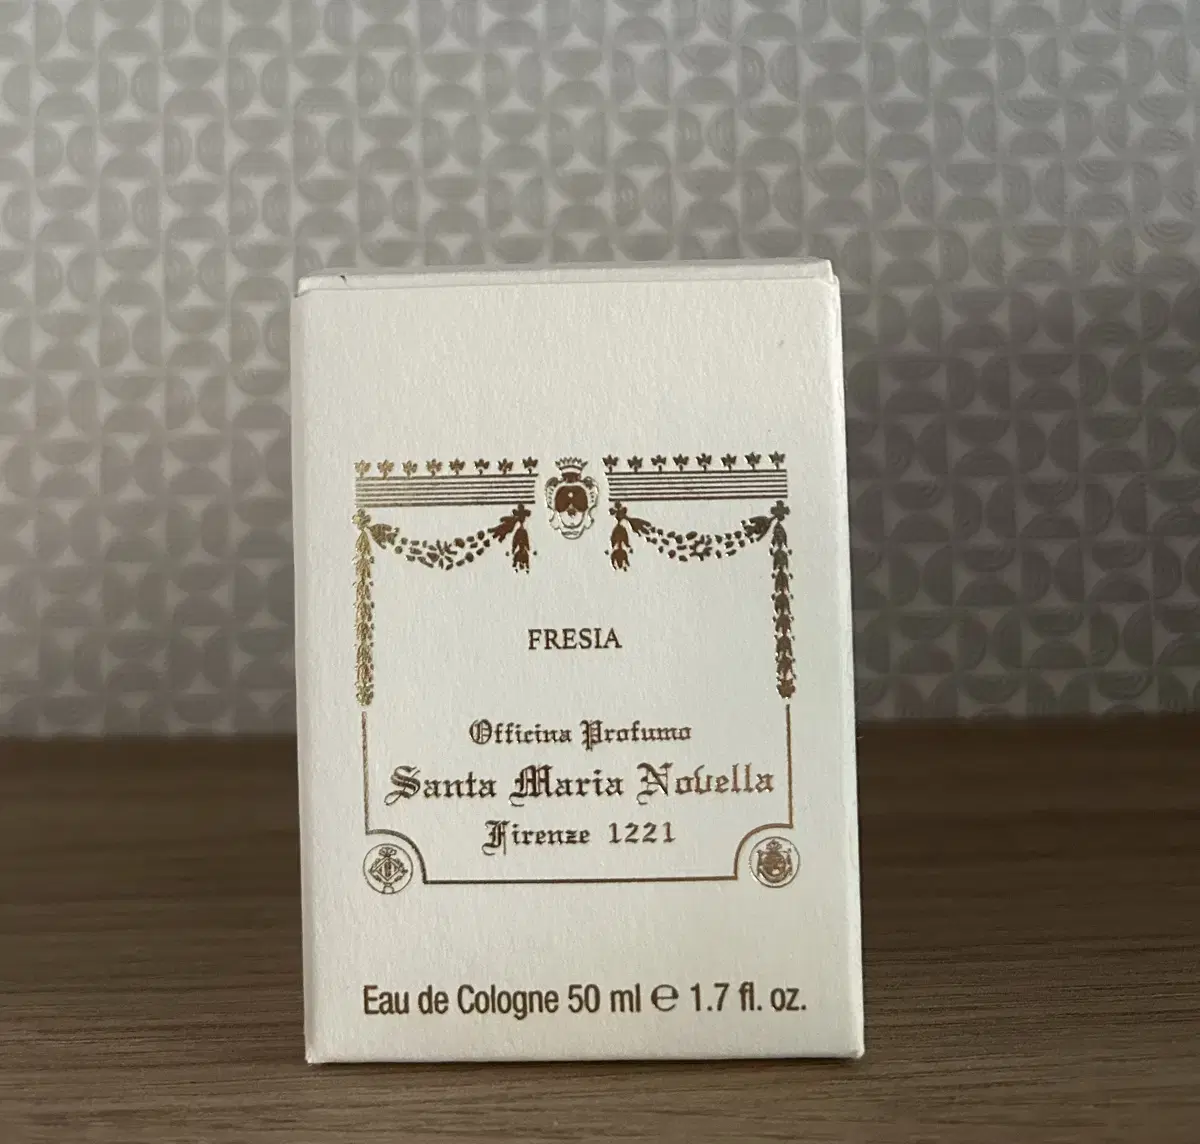 FRESIA
Officina Profumo
Santa Maria Novella
Firenze 1221
Eau de Cologne 50 ml ℮ 1.7 fl. oz.